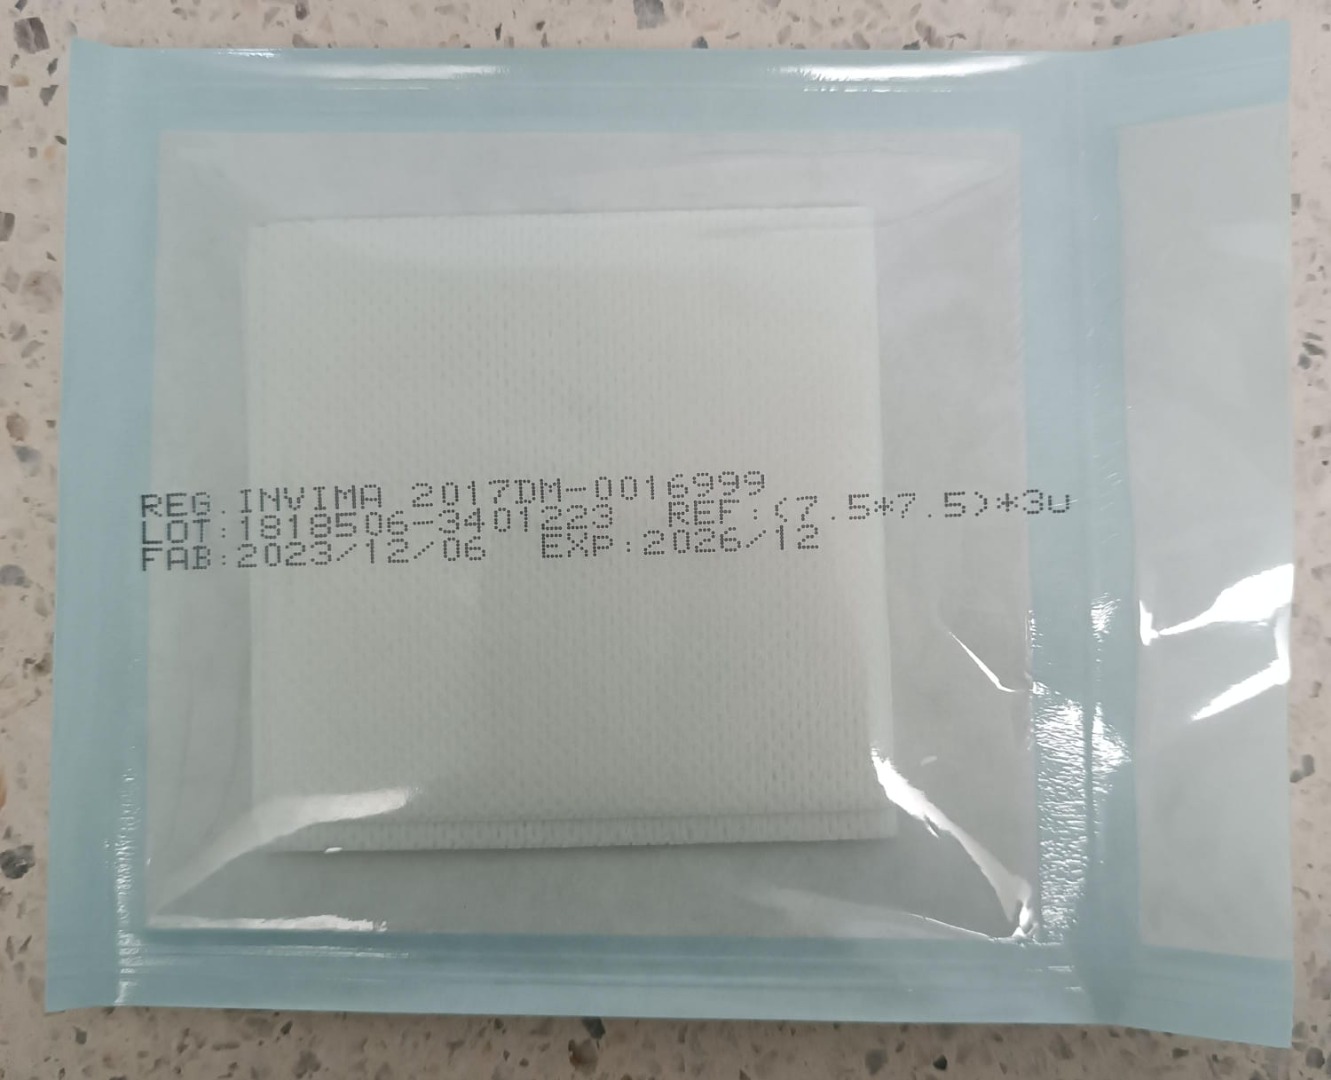 REG.INVIMA 2017DM-0016999
LOT:1818506-3401223 REF:(7.5*7.5)*3u
FAB:2023/12/06 EXP:2026/12